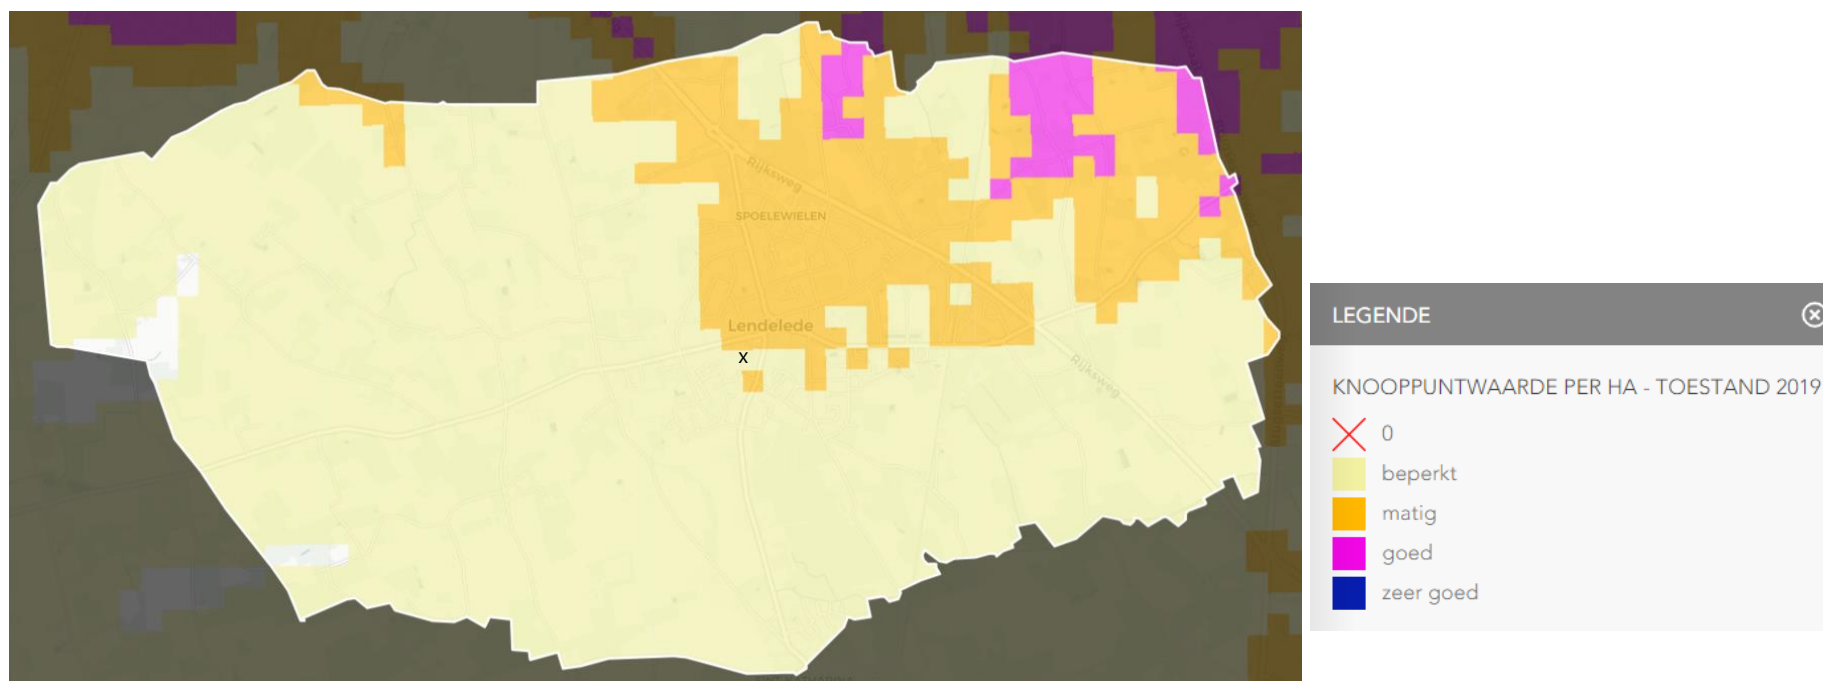 Rijksweg
SPOELEWIELEN
Lendelede
x
Rijksweg
LEGENDE
KNOOPPUNTWAARDE PER HA - TOESTAND 2019
0
beperkt
matig
goed
zeer goed